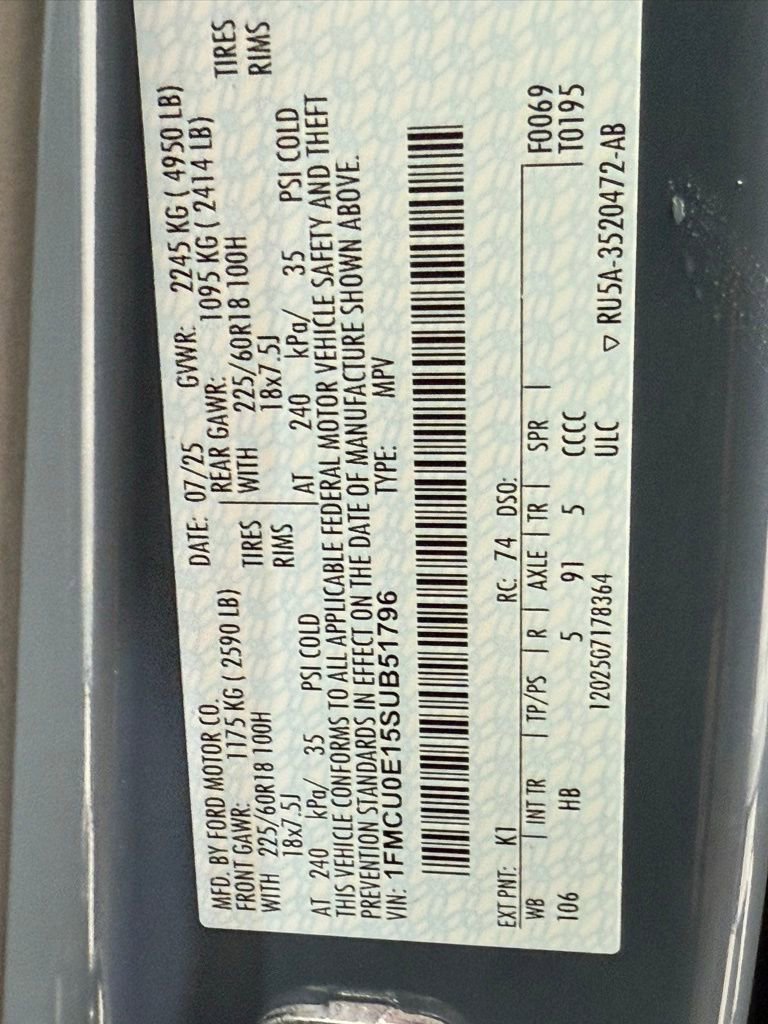 MFD. BY FORD MOTOR CO. DATE: 07/25 GVWR: 2245 KG ( 4950 LB)
FRONT GAWR: 1175 KG ( 2590 LB) REAR GAWR: 1095 KG ( 2414 LB)
WITH 225/60R18 100H TIRES WITH 225/60R18 100H TIRES
18x7.5J RIMS 18x7.5J RIMS
AT 240 kPa/ 35 PSI COLD AT 240 kPa/ 35 PSI COLD
THIS VEHICLE CONFORMS TO ALL APPLICABLE FEDERAL MOTOR VEHICLE SAFETY AND THEFT
PREVENTION STANDARDS IN EFFECT ON THE DATE OF MANUFACTURE SHOWN ABOVE.
VIN: 1FMCU0E15SUB51796 TYPE: MPV
EXT PNT: K1 RC: 74 DSO:
WB INT TR TP/PS R AXLE TR SPR F0069
106 HB 5 91 5 CCCC T0195
1202507178364 ULC
▽ RU5A-3520472-AB